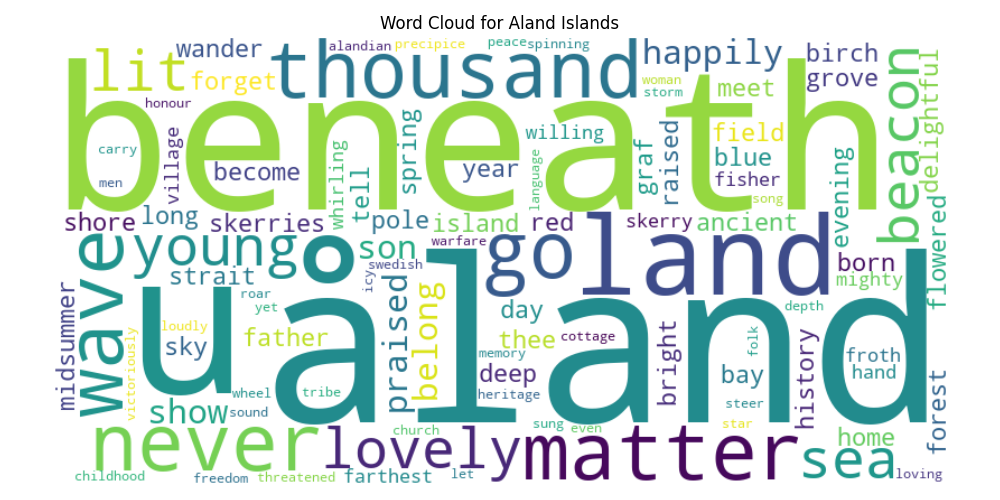 Word Cloud for Aland Islands
wander
alandian
precipice
peace
spinning
happily
birch
lit
forget
thousand
woman
storm
meet
grove
honour
beneath
beacon
delightful
carry
men
village
become
whirling
tell
spring
year
willing
language
graf
raised
field
blue
fisher
song
evening
shore
long
skerries
pole
island
red
skerry
ancient
flowered
wave
young
son
warfare
go
land
born
mighty
strait
swedish
icy
u
åland
midsummer
victoriously
loudly
sky
roar
yet
father
praised
belong
day
thee
cottage
depth
folk
froth
hand
memory
deep
heritage
bright
bay
history
wheel
tribe
show
sound
steer
star
forest
never
church
sung
even
lovely
matter
sea
home
childhood
freedom
threatened
farthest
let
loving